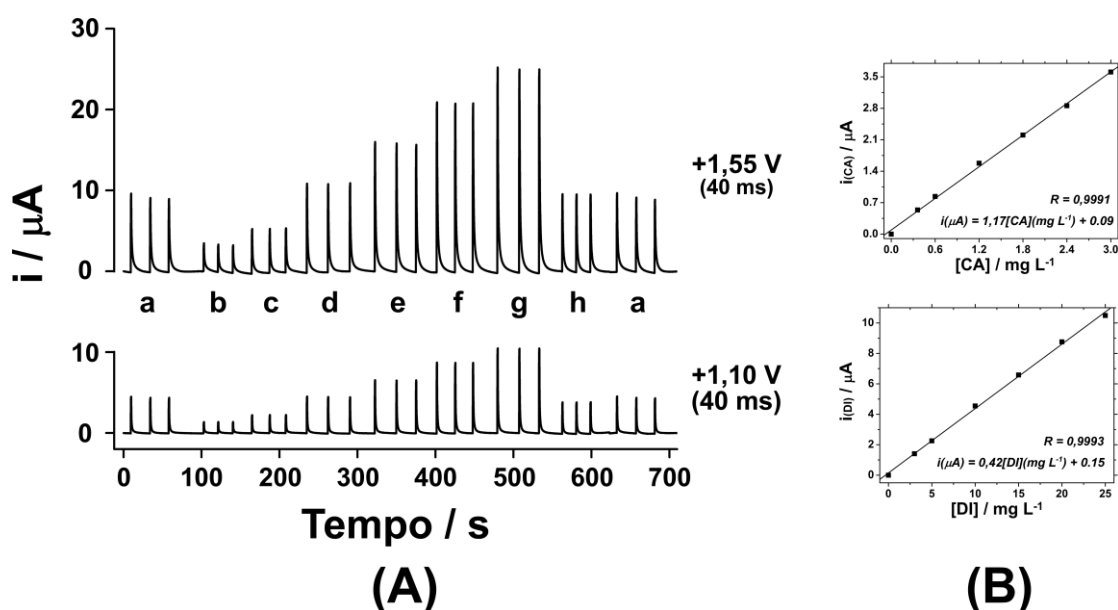 30
20
10
0
i / µA
a b c d e f g h a
+1,55 V
(40 ms)
10
0
+1,10 V
(40 ms)
0 100 200 300 400 500 600 700
Tempo / s
(A)
3.5
2.8
2.1
1.4
0.7
0.0
i(CA) / µA
R = 0,9991
i(µA) = 1,17[CA](mg L⁻¹) + 0.09
0.0 0.6 1.2 1.8 2.4 3.0
[CA] / mg L⁻¹
10
8
6
4
2
0
i(DI) / µA
R = 0,9993
i(µA) = 0,42[DI](mg L⁻¹) + 0.15
0 5 10 15 20 25
[DI] / mg L⁻¹
(B)